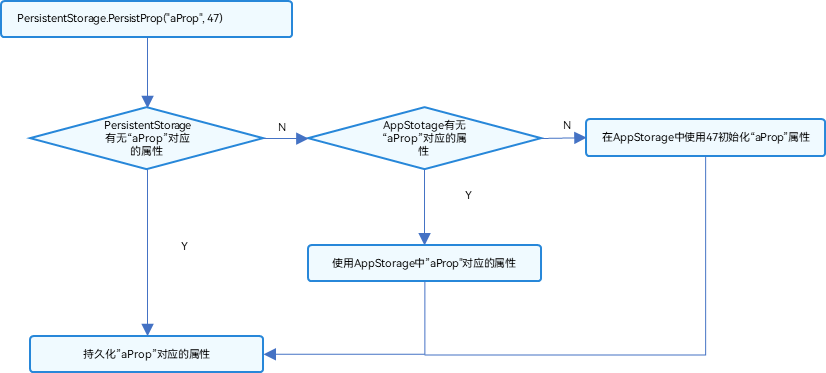 PersistentStorage.PersistProp("aProp", 47)
PersistentStorage
有无“aProp”对应
的属性
N
AppStotage有无
“aProp”对应的属
性
N
在AppStorage中使用47初始化“aProp”属性
Y
Y
使用AppStorage中”aProp”对应的属性
持久化”aProp”对应的属性